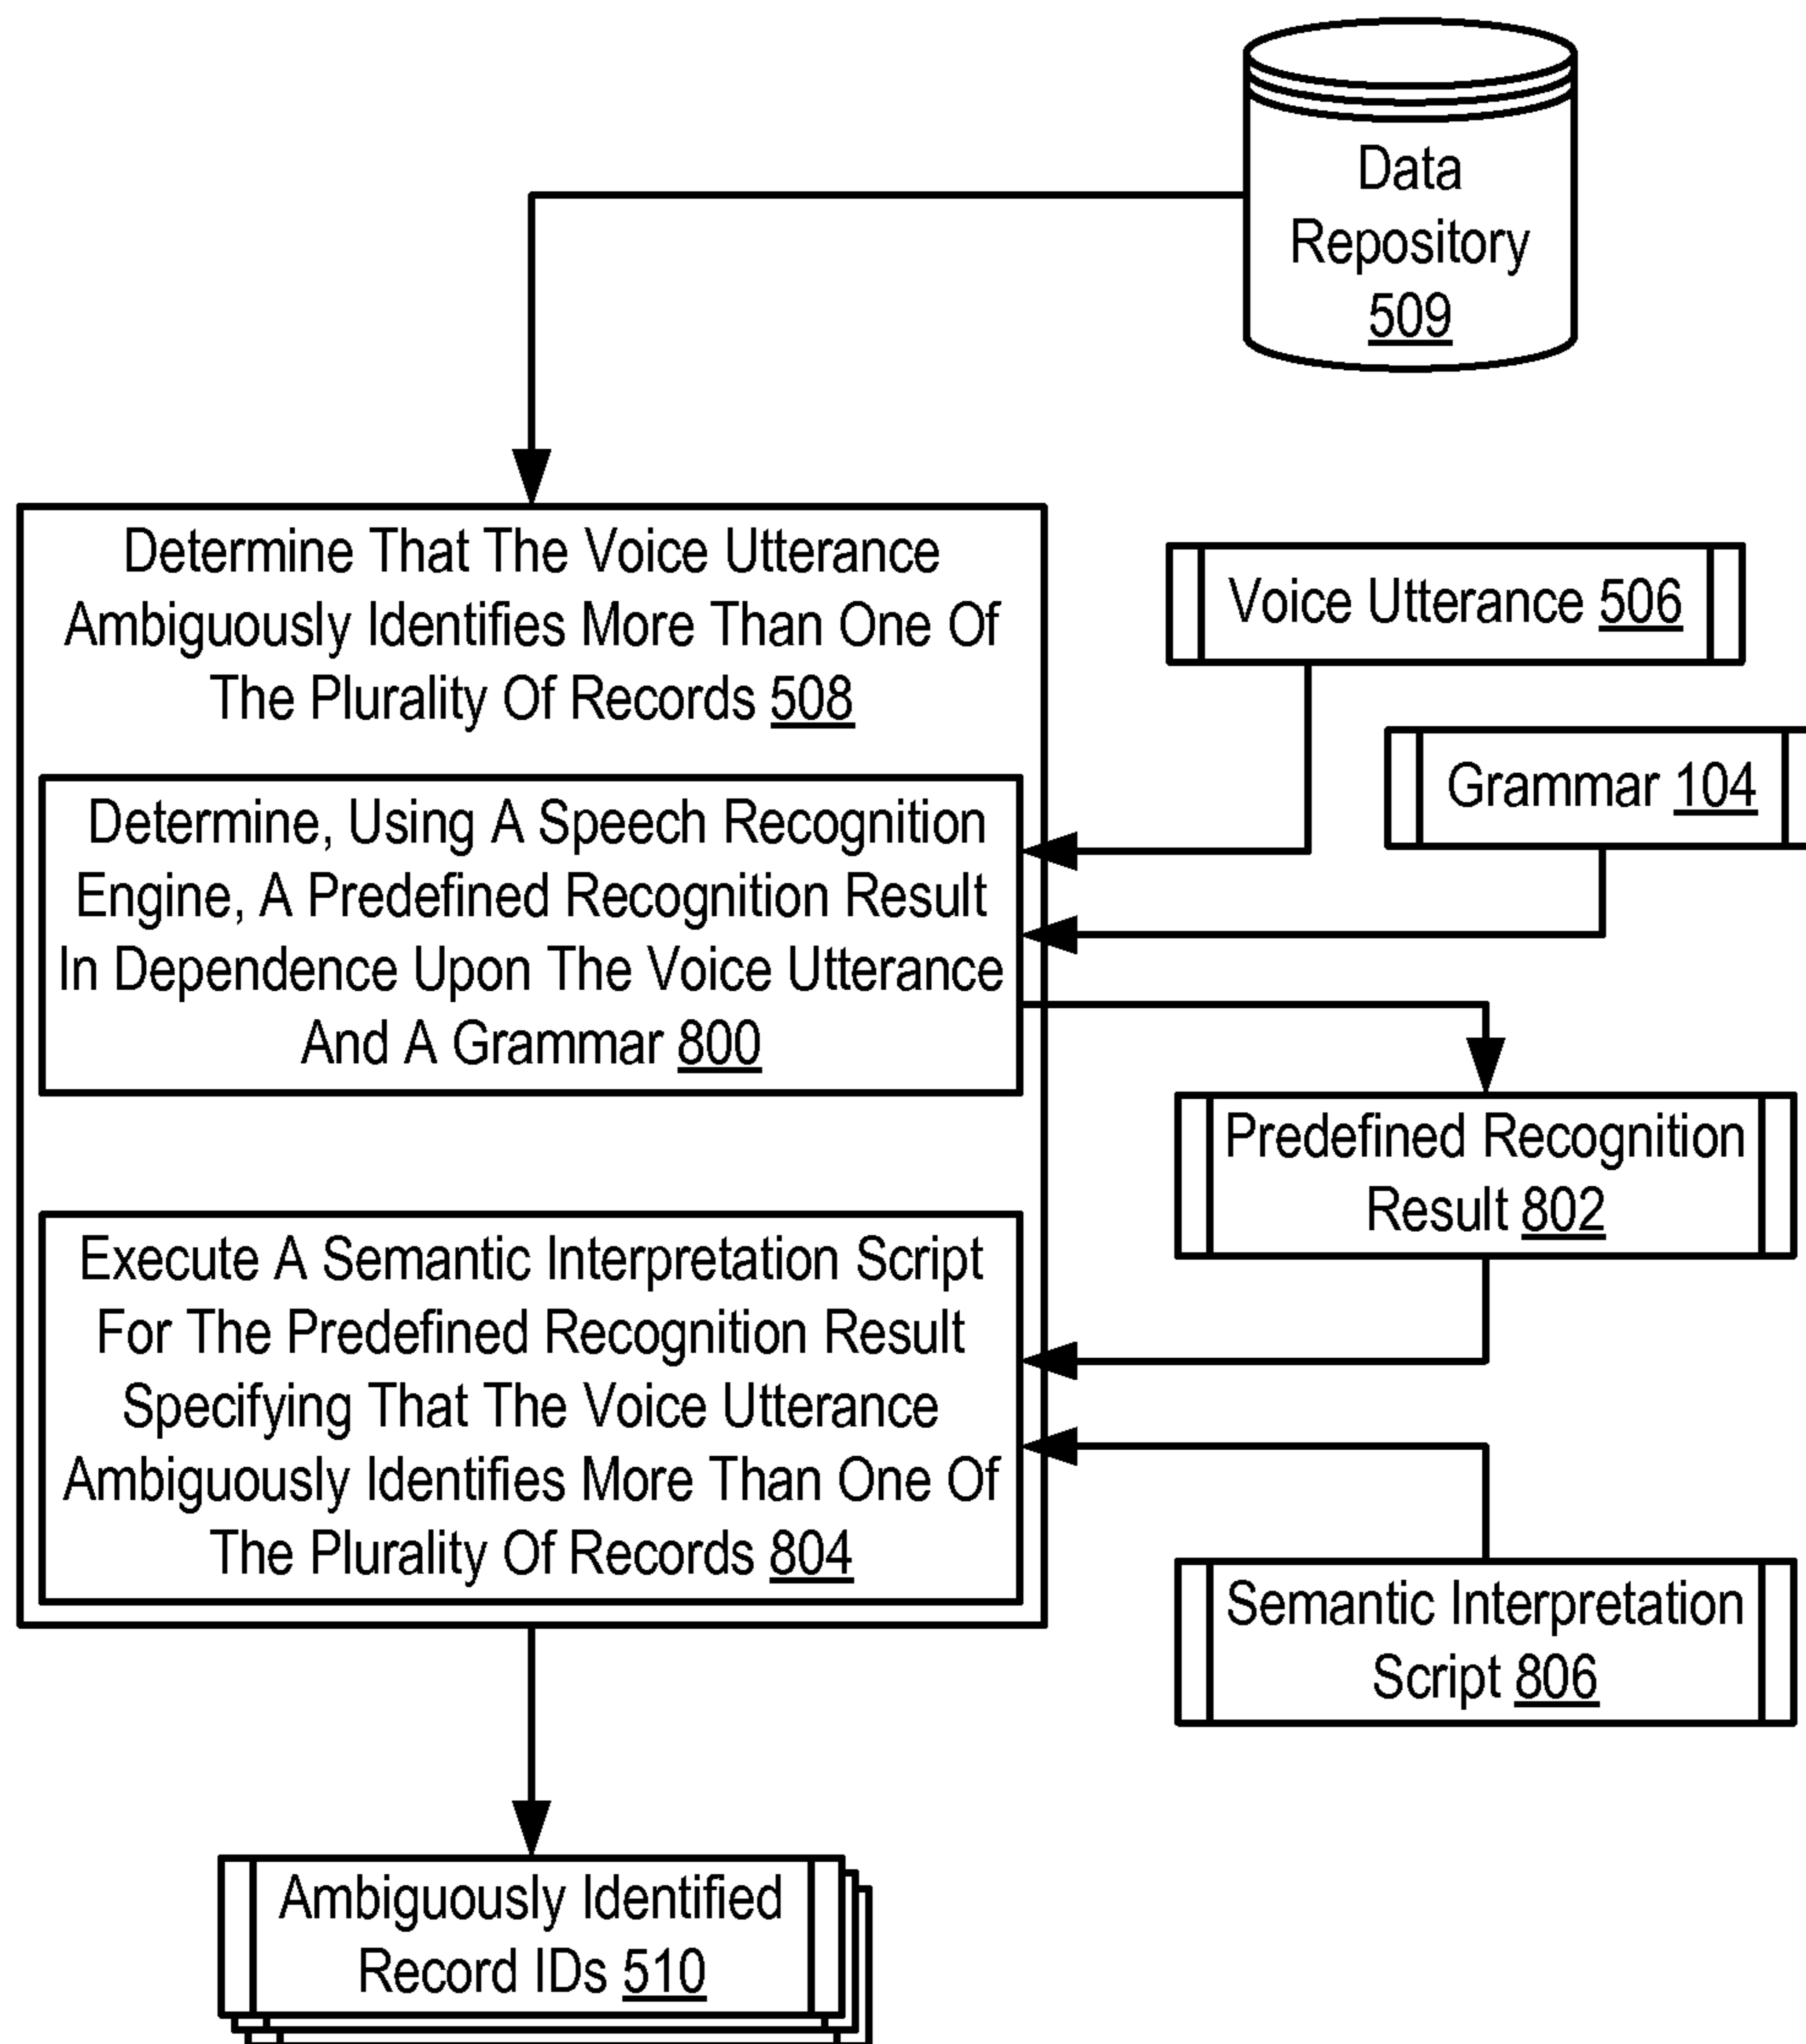 Data
Repository
509
Determine That The Voice Utterance
Ambiguously Identifies More Than One Of
The Plurality Of Records 508
Voice Utterance 506
Grammar 104
Determine, Using A Speech Recognition
Engine, A Predefined Recognition Result
In Dependence Upon The Voice Utterance
And A Grammar 800
Predefined Recognition
Result 802
Execute A Semantic Interpretation Script
For The Predefined Recognition Result
Specifying That The Voice Utterance
Ambiguously Identifies More Than One Of
The Plurality Of Records 804
Semantic Interpretation
Script 806
Ambiguously Identified
Record IDs 510